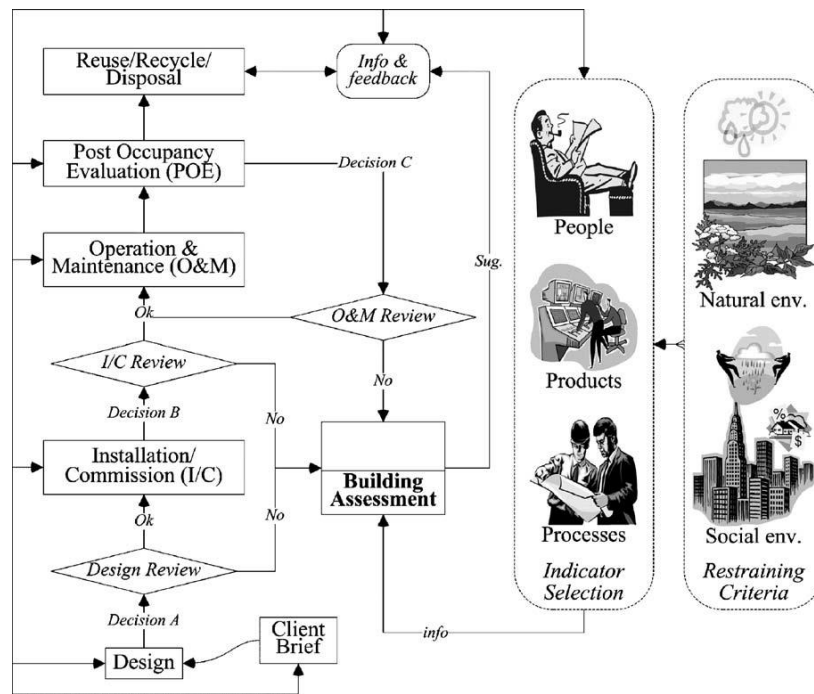 Reuse/Recycle/
Disposal
Info &
feedback
Post Occupancy
Evaluation (POE)
Decision C
People
Operation &
Maintenance (O&M)
Sug.
Natural env.
Ok
O&M Review
I/C Review
No
Products
Decision B
No
%
$
Installation/
Commission (I/C)
Building
Assessment
Ok
No
Processes
Social env.
Design Review
Indicator
Selection
Restraining
Criteria
Decision A
Client
Brief
info
Design